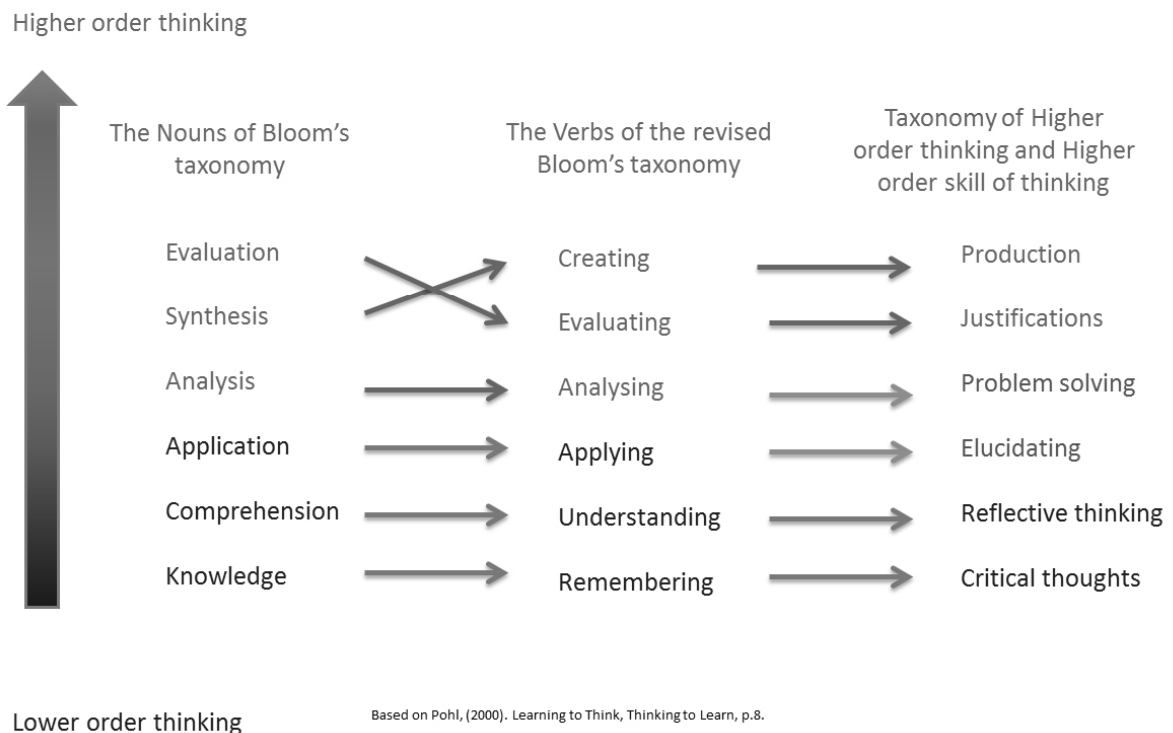 Higher order thinking
The Nouns of Bloom's
taxonomy
The Verbs of the revised
Bloom's taxonomy
Taxonomy of Higher
order thinking and Higher
order skill of thinking
Evaluation
Creating
Production
Synthesis
Evaluating
Justifications
Analysis
Analysing
Problem solving
Application
Applying
Elucidating
Comprehension
Understanding
Reflective thinking
Knowledge
Remembering
Critical thoughts
Lower order thinking
Based on Pohl, (2000). Learning to Think, Thinking to Learn, p.8.